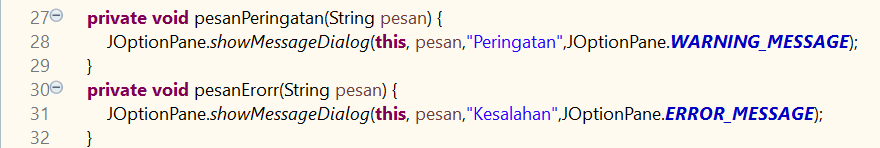 27 private void pesanPeringatan(String pesan) {
28 JOptionPane.showMessageDialog(this, pesan,"Peringatan",JOptionPane.WARNING_MESSAGE);
29 }
30 private void pesanErorr(String pesan) {
31 JOptionPane.showMessageDialog(this, pesan,"Kesalahan",JOptionPane.ERROR_MESSAGE);
32 }